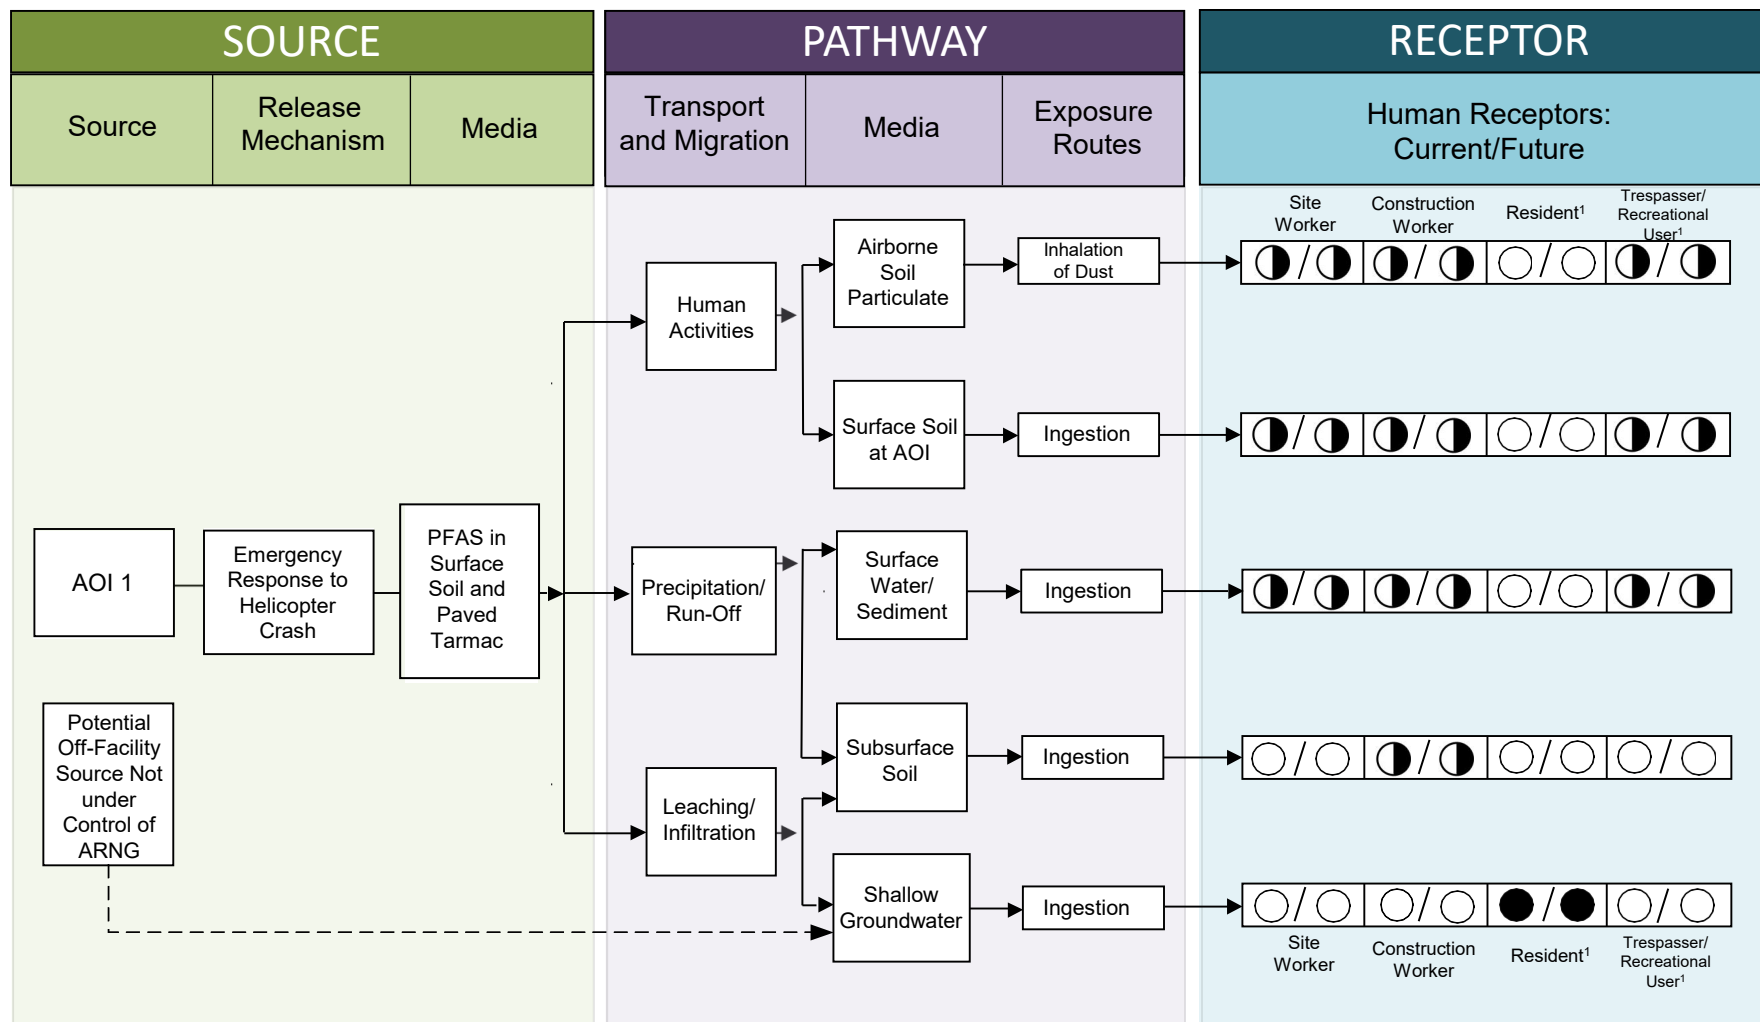 SOURCE
PATHWAY
RECEPTOR
Source
Release
Mechanism
Media
Transport
and Migration
Media
Exposure
Routes
Human Receptors:
Current/Future
Site
Worker
Construction
Worker
Resident¹
Trespasser/
Recreational
User¹
Human
Activities
Airborne
Soil
Particulate
Inhalation
of Dust
/ / / /
Surface Soil
at AOI
Ingestion
/ / / /
AOI 1
Emergency
Response to
Helicopter
Crash
PFAS in
Surface
Soil and
Paved
Tarmac
Precipitation/
Run-Off
Surface
Water/
Sediment
Ingestion
/ / / /
Potential
Off-Facility
Source Not
under
Control of
ARNG
Leaching/
Infiltration
Subsurface
Soil
Ingestion
/ / / /
Shallow
Groundwater
Ingestion
/ / / /
Site
Worker
Construction
Worker
Resident¹
Trespasser/
Recreational
User¹